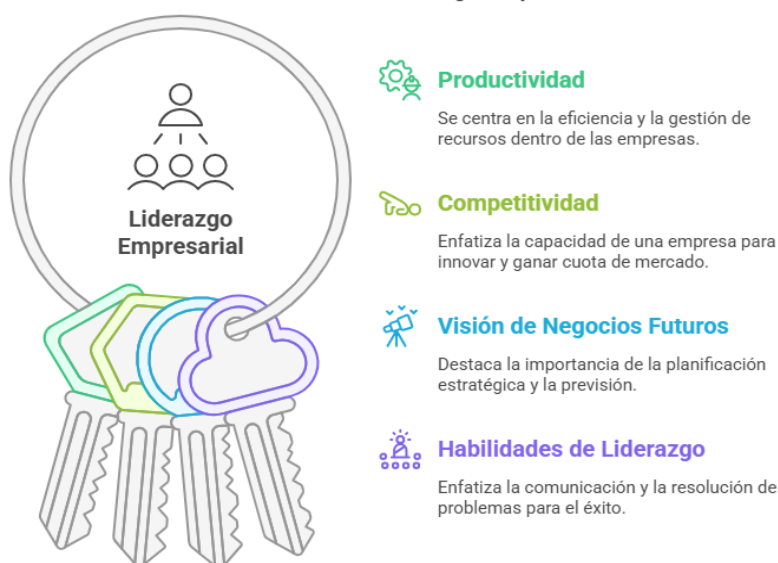 Liderazgo
Empresarial
Productividad
Se centra en la eficiencia y la gestión de
recursos dentro de las empresas.
Competitividad
Enfatiza la capacidad de una empresa para
innovar y ganar cuota de mercado.
Visión de Negocios Futuros
Destaca la importancia de la planificación
estratégica y la previsión.
Habilidades de Liderazgo
Enfatiza la comunicación y la resolución de
problemas para el éxito.